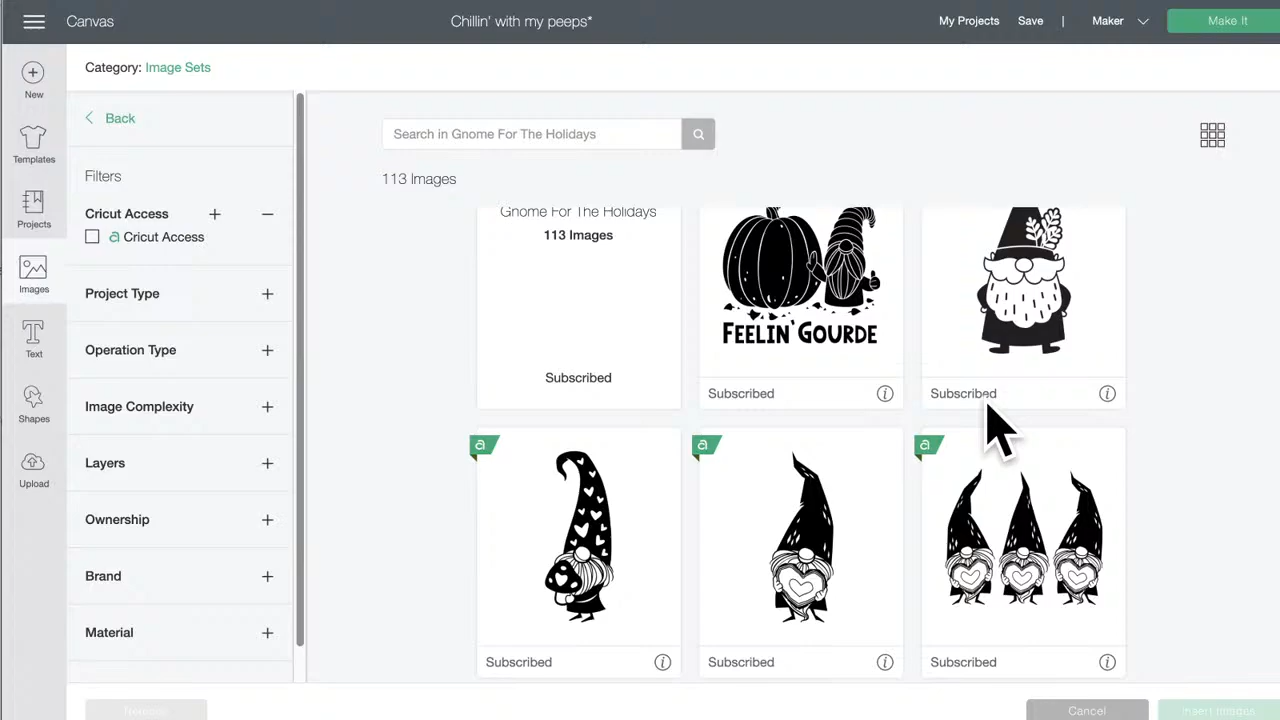 Canvas
Chillin' with my peeps*
My Projects
Save
|
Maker
Make It
Category: Image Sets
New
Templates
Projects
Images
Text
Shapes
Upload
Back
Filters
Cricut Access
a Cricut Access
Project Type
Operation Type
Image Complexity
Layers
Ownership
Brand
Material
Search in Gnome For The Holidays
113 Images
Gnome For The Holidays
113 Images
Subscribed
FEELIN' GOURDE
Subscribed
Subscribed
a
a
a
Subscribed
Subscribed
Subscribed
Cancel
Insert Images